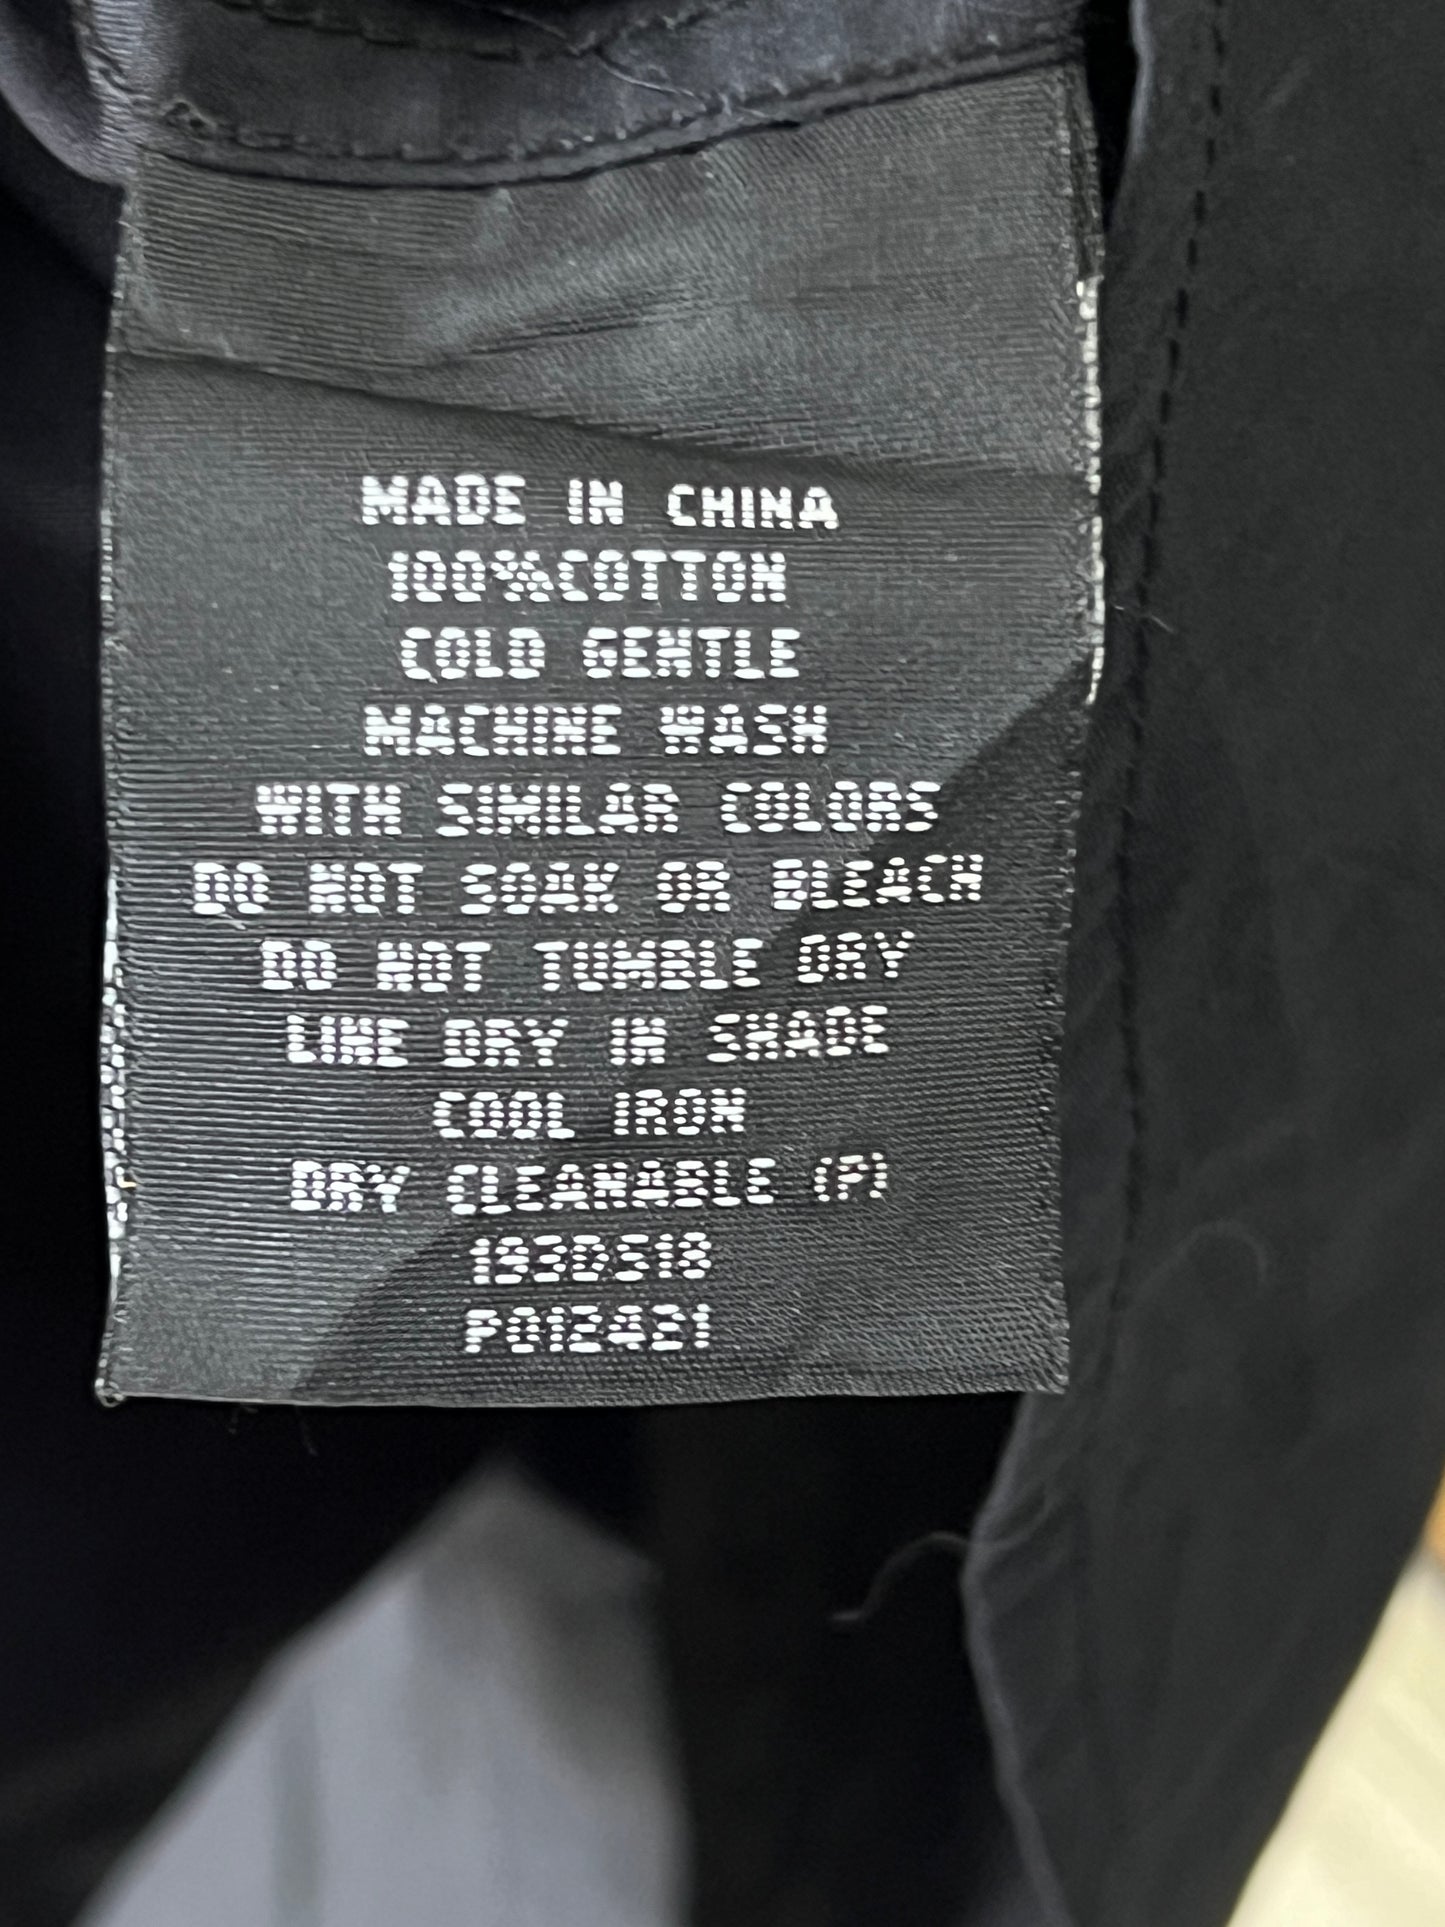 MADE IN CHINA
100%COTTON
COLD GENTLE
MACHINE WASH
WITH SIMILAR COLORS
DO NOT SOAK OR BLEACH
DO NOT TUMBLE DRY
LINE DRY IN SHADE
COOL IRON
DRY CLEANABLE (P)
193DS18
P012421